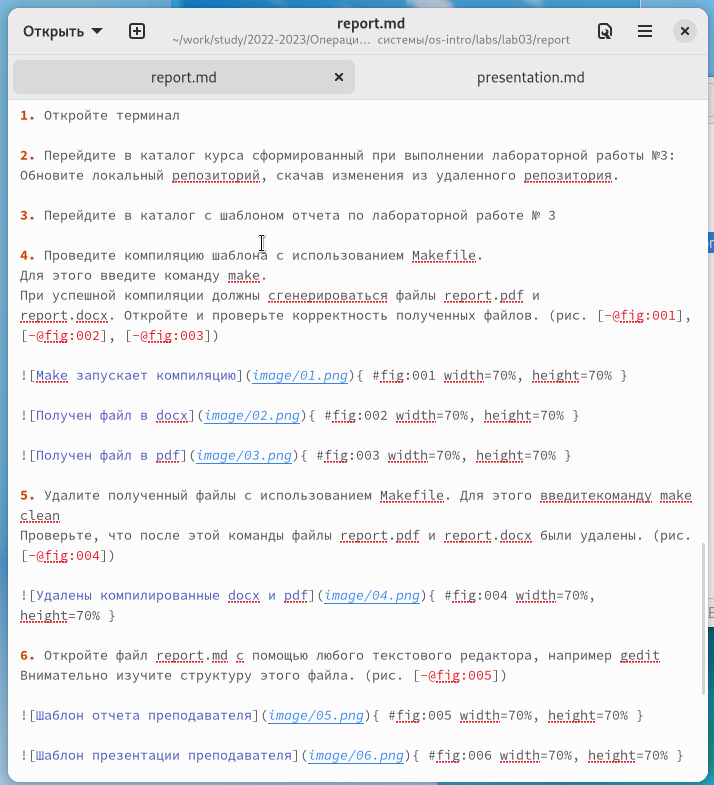 Открыть
report.md
~/work/study/2022-2023/Операци… системы/os-intro/labs/lab03/report
report.md
presentation.md
1. Откройте терминал
2. Перейдите в каталог курса сформированный при выполнении лабораторной работы №3:
Обновите локальный репозиторий, скачав изменения из удаленного репозитория.
3. Перейдите в каталог с шаблоном отчета по лабораторной работе № 3
4. Проведите компиляцию шаблона с использованием Makefile.
Для этого введите команду make.
При успешной компиляции должны сгенерироваться файлы report.pdf и
report.docx. Откройте и проверьте корректность полученных файлов. (рис. [-@fig:001],
[-@fig:002], [-@fig:003])
![Make запускает компиляцию](image/01.png){ #fig:001 width=70%, height=70% }
![Получен файл в docx](image/02.png){ #fig:002 width=70%, height=70% }
![Получен файл в pdf](image/03.png){ #fig:003 width=70%, height=70% }
5. Удалите полученный файлы с использованием Makefile. Для этого введитекоманду make
clean
Проверьте, что после этой команды файлы report.pdf и report.docx были удалены. (рис.
[-@fig:004])
![Удалены компилированные docx и pdf](image/04.png){ #fig:004 width=70%,
height=70% }
6. Откройте файл report.md с помощью любого текстового редактора, например gedit
Внимательно изучите структуру этого файла. (рис. [-@fig:005])
![Шаблон отчета преподавателя](image/05.png){ #fig:005 width=70%, height=70% }
![Шаблон презентации преподавателя](image/06.png){ #fig:006 width=70%, height=70% }